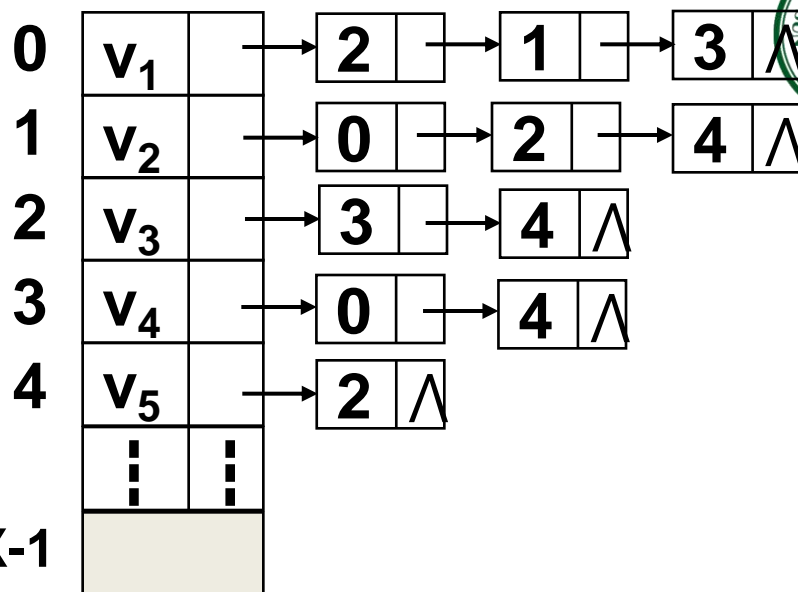 0 v₁ 2 1 3 ∧
1 v₂ 0 2 4 ∧
2 v₃ 3 4 ∧
3 v₄ 0 4 ∧
4 v₅ 2 ∧
-1